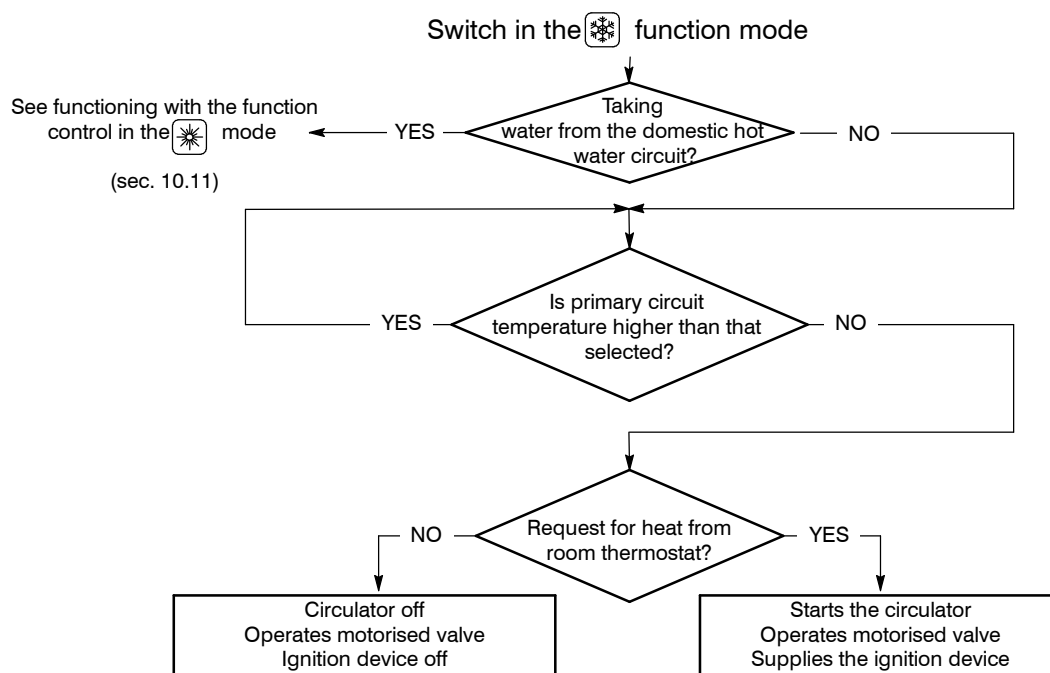 Switch in the function mode
Taking
water from the domestic hot
water circuit?
YES
NO
See functioning with the function
control in the mode
(sec. 10.11)
Is primary circuit
temperature higher than that
selected?
YES
NO
Request for heat from
room thermostat?
NO
YES
Circulator off
Operates motorised valve
Ignition device off
Starts the circulator
Operates motorised valve
Supplies the ignition device